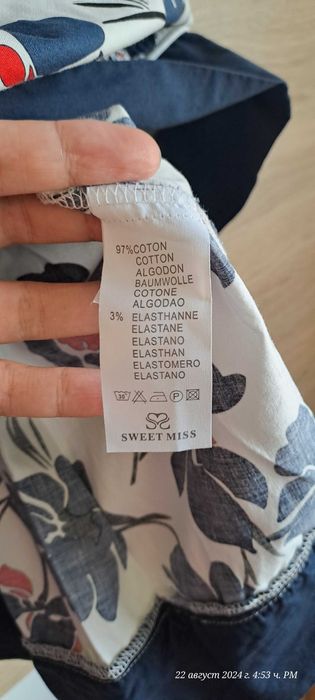 97%COTON
COTTON
ALGODON
BAUMWOLLE
COTONE
ALGODAO
3% ELASTHANNE
ELASTANE
ELASTANO
ELASTHAN
ELASTOMERO
ELASTANO
30 P
SWEET MISS
22 август 2024 г. 4:53 ч. PM